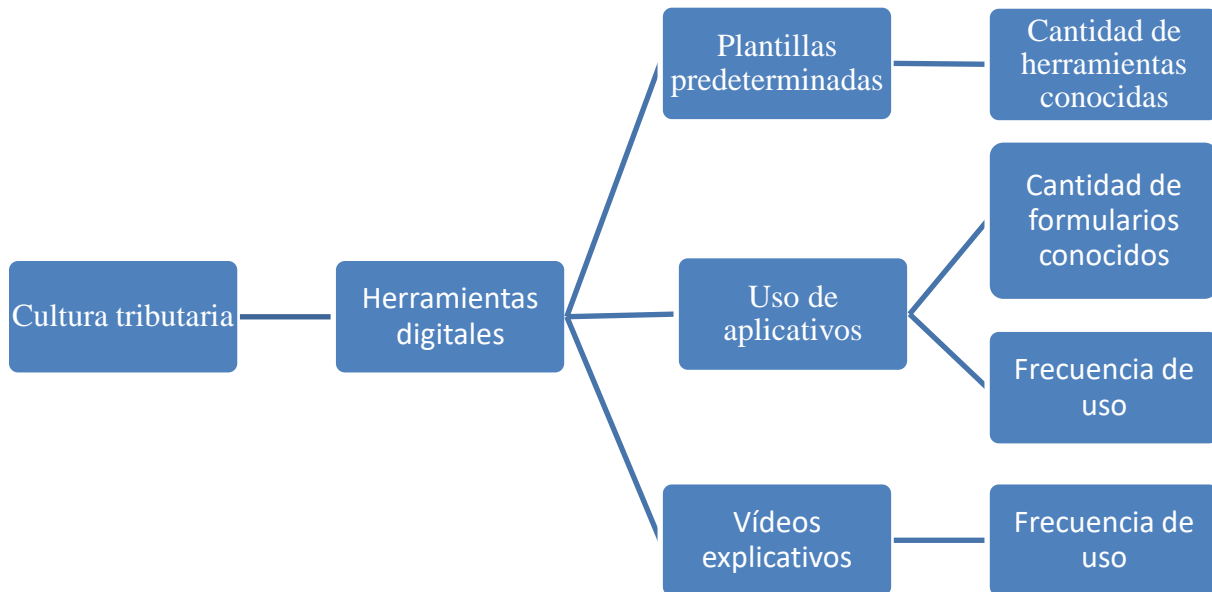 Cultura tributaria
Herramientas
digitales
Plantillas
predeterminadas
Cantidad de
herramientas
conocidas
Uso de
aplicativos
Cantidad de
formularios
conocidos
Frecuencia de
uso
Vídeos
explicativos
Frecuencia de
uso